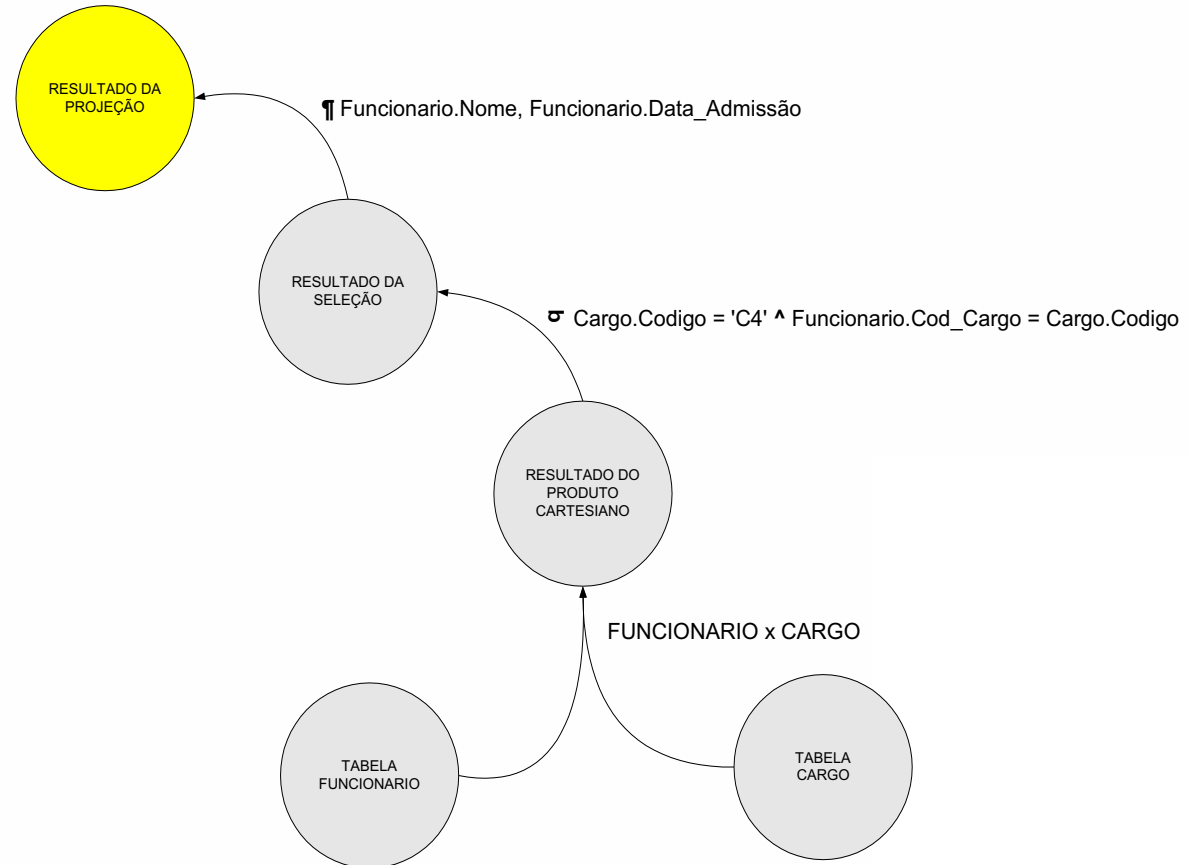 RESULTADO DA
PROJEÇÃO
¶ Funcionario.Nome, Funcionario.Data_Admissão
RESULTADO DA
SELEÇÃO
σ Cargo.Codigo = 'C4' ^ Funcionario.Cod_Cargo = Cargo.Codigo
RESULTADO DO
PRODUTO
CARTESIANO
FUNCIONARIO x CARGO
TABELA
FUNCIONARIO
TABELA
CARGO